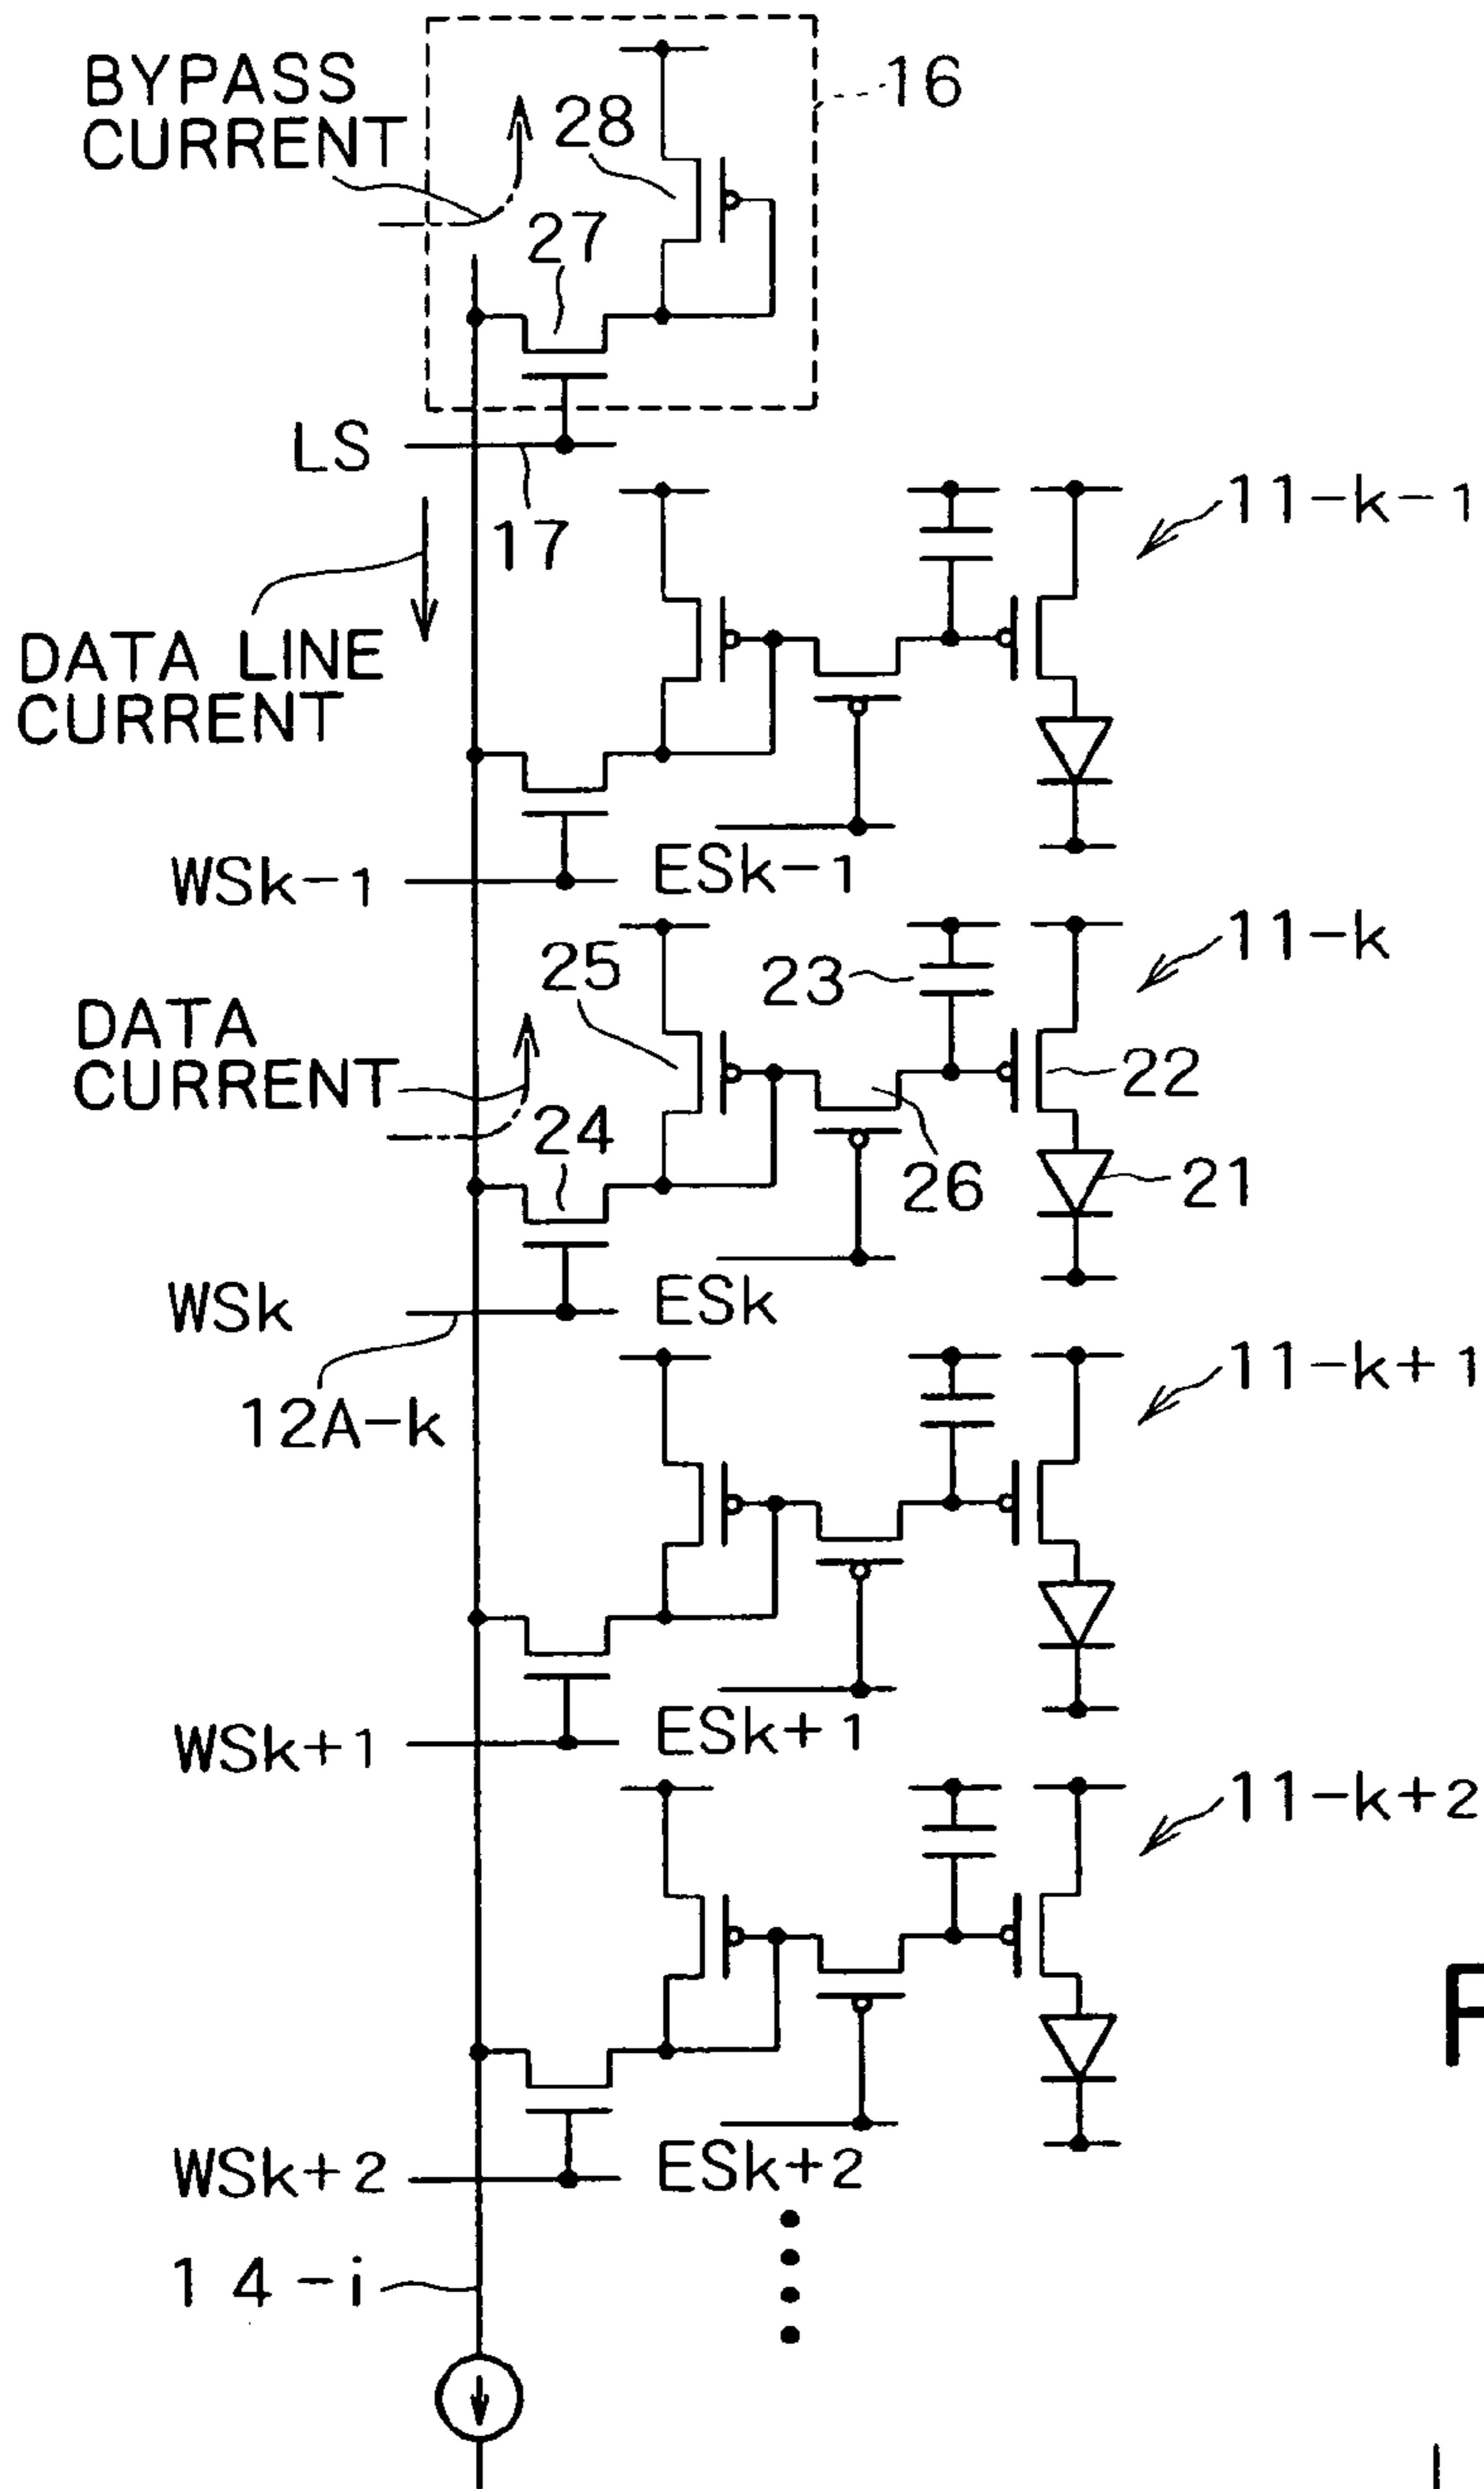 BYPASS
CURRENT
16
28
27
LS
17
11-k-1
DATA LINE
CURRENT
WSk-1
ESk-1
11-k
25
23
DATA
CURRENT
22
24
26
21
WSk
ESk
12A-k
11-k+1
WSk+1
ESk+1
11-k+2
WSk+2
ESk+2
14-i